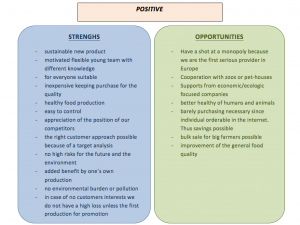 POSITIVE
STRENGHS
- sustainable new product
- motivated flexible young team with
different knowledge
- for everyone suitable
- inexpensive keeping purchase for the
quality
- healthy food production
- easy to control
- appreciation of the position of our
competitors
- the right customer approach possible
because of a target analysis
- no high risks for the future and the
environment
- added benefit by one's own
production
- no environmental burden or pollution
- in case of no customers interests we
do not have a high loss unless the first
production for promotion
OPPORTUNITIES
- Have a shot at a monopoly because
we are the first serious provider in
Europe
- Cooperation with zoos or pet-houses
- Supports from economic/ecologic
focused companies
- better healthy of humans and animals
- barely purchasing necessary since
individual orderable in the internet.
Thus savings possible
- bulk sale for big farmers possible
- improvement of the general food
quality